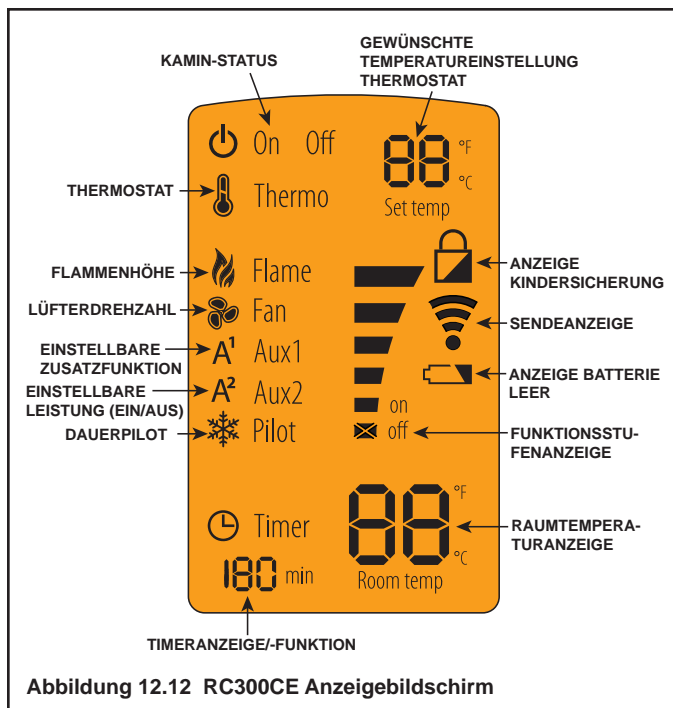 KAMIN-STATUS
GEWÜNSCHTE
TEMPERATUREINSTELLUNG
THERMOSTAT
On Off
88 °F
°C
Set temp
THERMOSTAT
Thermo
FLAMMENHÖHE
Flame
ANZEIGE
KINDERSICHERUNG
LÜFTERDREHZAHL
Fan
SENDEANZEIGE
EINSTELLBARE
ZUSATZFUNKTION
A¹ Aux1
EINSTELLBARE
LEISTUNG (EIN/AUS)
A² Aux2
ANZEIGE BATTERIE
LEER
on
DAUERPILOT
Pilot
off
FUNKTIONSSTU-
FENANZEIGE
Timer
180 min
88 °F
°C
Room temp
RAUMTEMPERA-
TURANZEIGE
TIMERANZEIGE/-FUNKTION
Abbildung 12.12 RC300CE Anzeigebildschirm